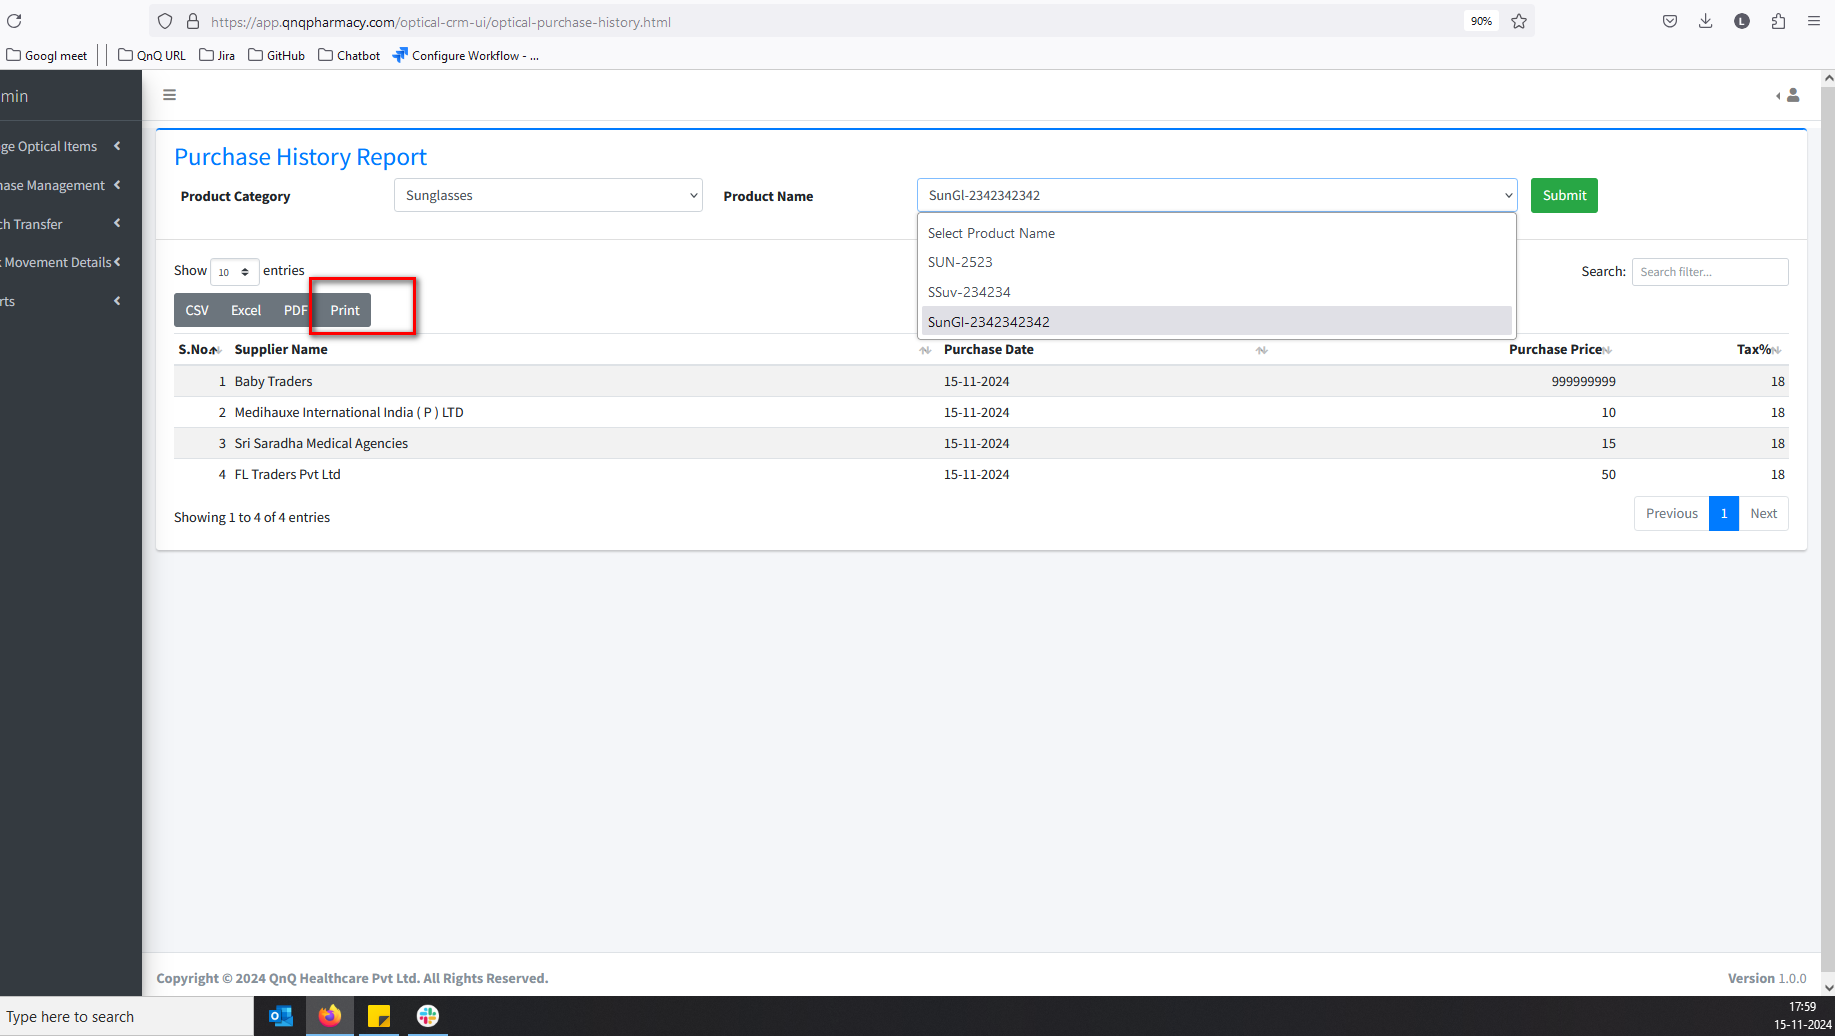 https://app.qnqpharmacy.com/optical-crm-ui/optical-purchase-history.html 90% L
Googl meet QnQ URL Jira GitHub Chatbot Configure Workflow - ...
min
ge Optical Items
hase Management
ch Transfer
Movement Details
rts
Purchase History Report
Product Category Sunglasses Product Name SunGl-2342342342 Submit
Select Product Name
SUN-2523
SSuv-234234
SunGl-2342342342
Show 10 entries Search: Search filter...
CSV Excel PDF Print
S.No. Supplier Name Purchase Date Purchase Price Tax%
1 Baby Traders 15-11-2024 999999999 18
2 Medihauxe International India ( P ) LTD 15-11-2024 10 18
3 Sri Saradha Medical Agencies 15-11-2024 15 18
4 FL Traders Pvt Ltd 15-11-2024 50 18
Showing 1 to 4 of 4 entries Previous 1 Next
Copyright © 2024 QnQ Healthcare Pvt Ltd. All Rights Reserved. Version 1.0.0
Type here to search
17:59
15-11-2024